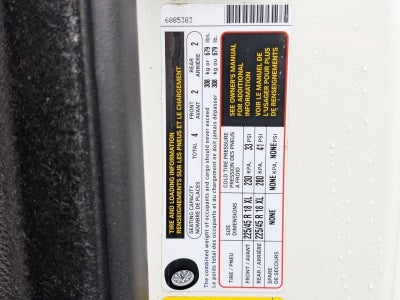 6885383
TIRE AND LOADING INFORMATION
RENSEIGNEMENTS SUR LES PNEUS ET LE CHARGEMENT
SEATING CAPACITY
NOMBRE DE PLACES
TOTAL 4
FRONT
AVANT 2
REAR
ARRIÈRE 2
The combined weight of occupants and cargo should never exceed 308 kg or 679 lbs.
Le poids total des occupants et du chargement ne doit jamais dépasser 308 kg ou 679 lb.
TIRE / PNEU
SIZE
DIMENSIONS
COLD TIRE PRESSURE
PRESSION DES PNEUS
A FROID
FRONT / AVANT 225/45 R 18 XL 230 KPA, 33 PSI
REAR / ARRIÈRE 225/45 R 18 XL 280 KPA, 41 PSI
SPARE
DE SECOURS NONE NONE KPA, NONE PSI
SEE OWNER'S MANUAL
FOR ADDITIONAL
INFORMATION
VOIR LE MANUEL DE
L'USAGER POUR PLUS
DE RENSEIGNEMENTS